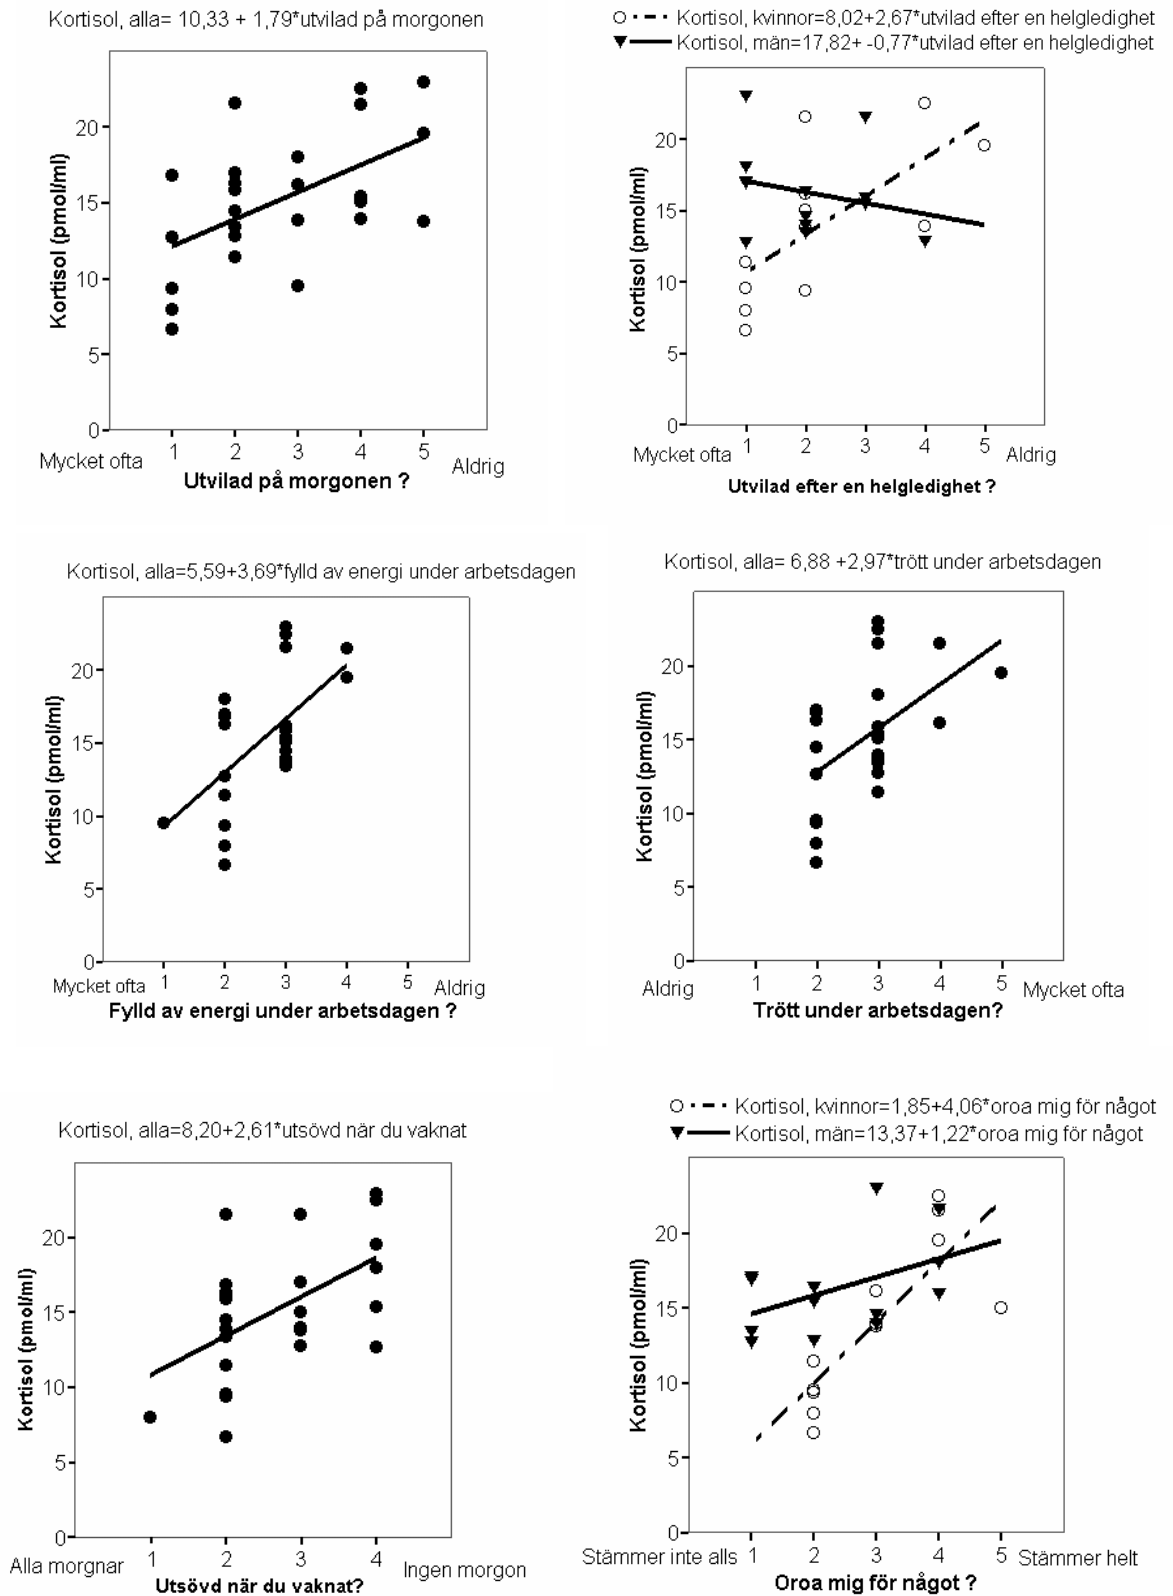 Kortisol, alla= 10,33 + 1,79*utvilad på morgonen
Kortisol (pmol/ml)
20
15
10
5
0
1 2 3 4 5
Mycket ofta Aldrig
Utvilad på morgonen ?
Kortisol, kvinnor=8,02+2,67*utvilad efter en helgledighet
Kortisol, män=17,82+ -0,77*utvilad efter en helgledighet
Kortisol (pmol/ml)
20
15
10
5
0
Mycket ofta 1 2 3 4 5 Aldrig
Utvilad efter en helgledighet ?
Kortisol, alla=5,59+3,69*fylld av energi under arbetsdagen
Kortisol (pmol/ml)
20
15
10
5
0
Mycket ofta 1 2 3 4 5 Aldrig
Fylld av energi under arbetsdagen ?
Kortisol, alla= 6,88 +2,97*trött under arbetsdagen
Kortisol (pmol/ml)
20
15
10
5
0
Aldrig 1 2 3 4 5 Mycket ofta
Trött under arbetsdagen?
Kortisol, alla=8,20+2,61*utsövd när du vaknat
Kortisol (pmol/ml)
20
15
10
5
0
Alla morgnar 1 2 3 4 Ingen morgon
Utsövd när du vaknat?
Kortisol, kvinnor=1,85+4,06*oroa mig för något
Kortisol, män=13,37+1,22*oroa mig för något
Kortisol (pmol/ml)
20
15
10
5
0
Stämmer inte alls 1 2 3 4 5 Stämmer helt
Oroa mig för något ?